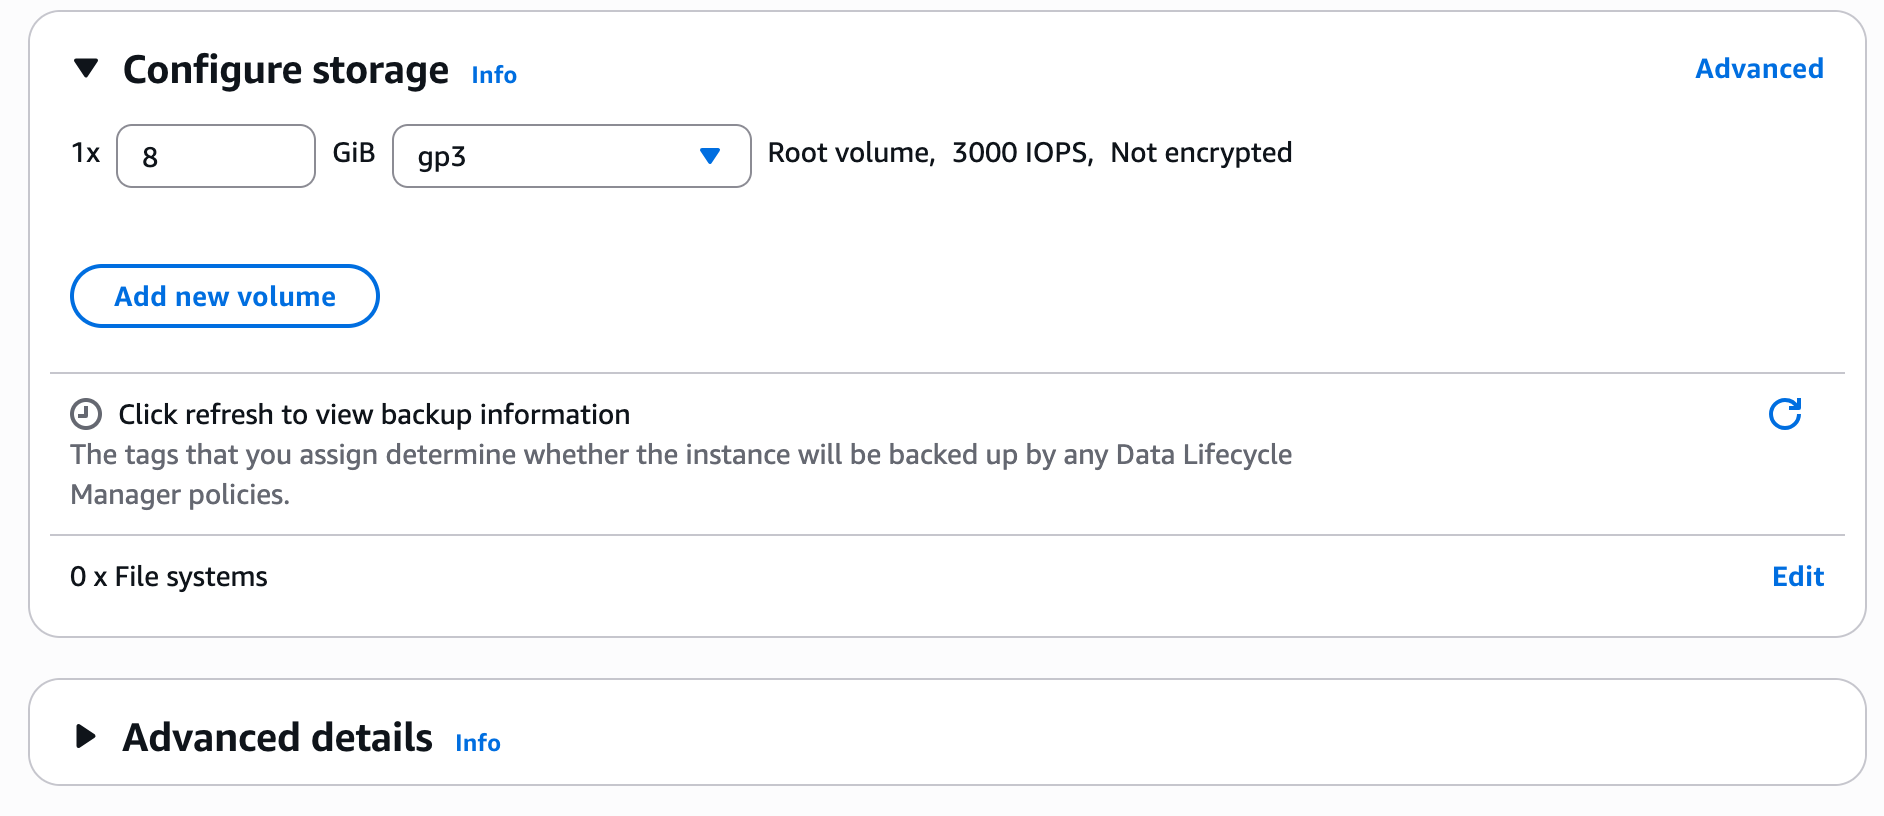 Configure storage Info Advanced
1x 8 GiB gp3 Root volume, 3000 IOPS, Not encrypted
Add new volume
Click refresh to view backup information
The tags that you assign determine whether the instance will be backed up by any Data Lifecycle
Manager policies.
0 x File systems Edit
Advanced details Info